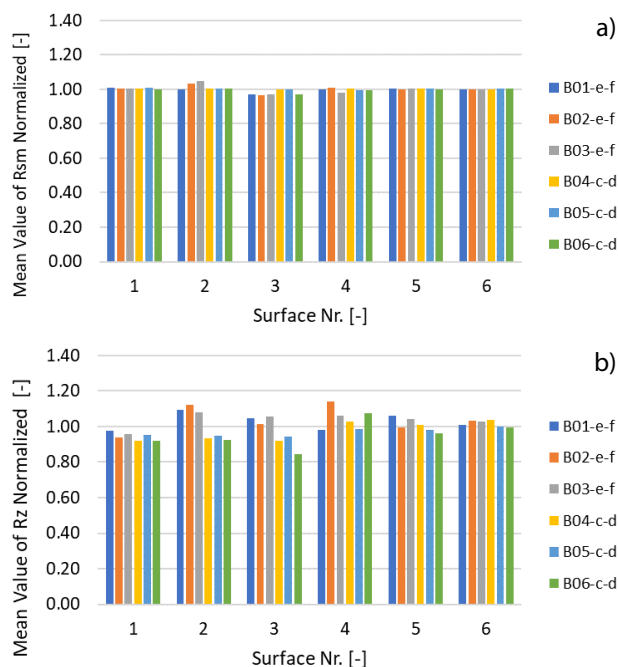 a)
Mean Value of Rsm Normalized [-]
1.40
1.20
1.00
0.80
0.60
0.40
0.20
0.00
1 2 3 4 5 6
Surface Nr. [-]
B01-e-f
B02-e-f
B03-e-f
B04-c-d
B05-c-d
B06-c-d
b)
Mean Value of Rz Normalized [-]
1.40
1.20
1.00
0.80
0.60
0.40
0.20
0.00
1 2 3 4 5 6
Surface Nr. [-]
B01-e-f
B02-e-f
B03-e-f
B04-c-d
B05-c-d
B06-c-d